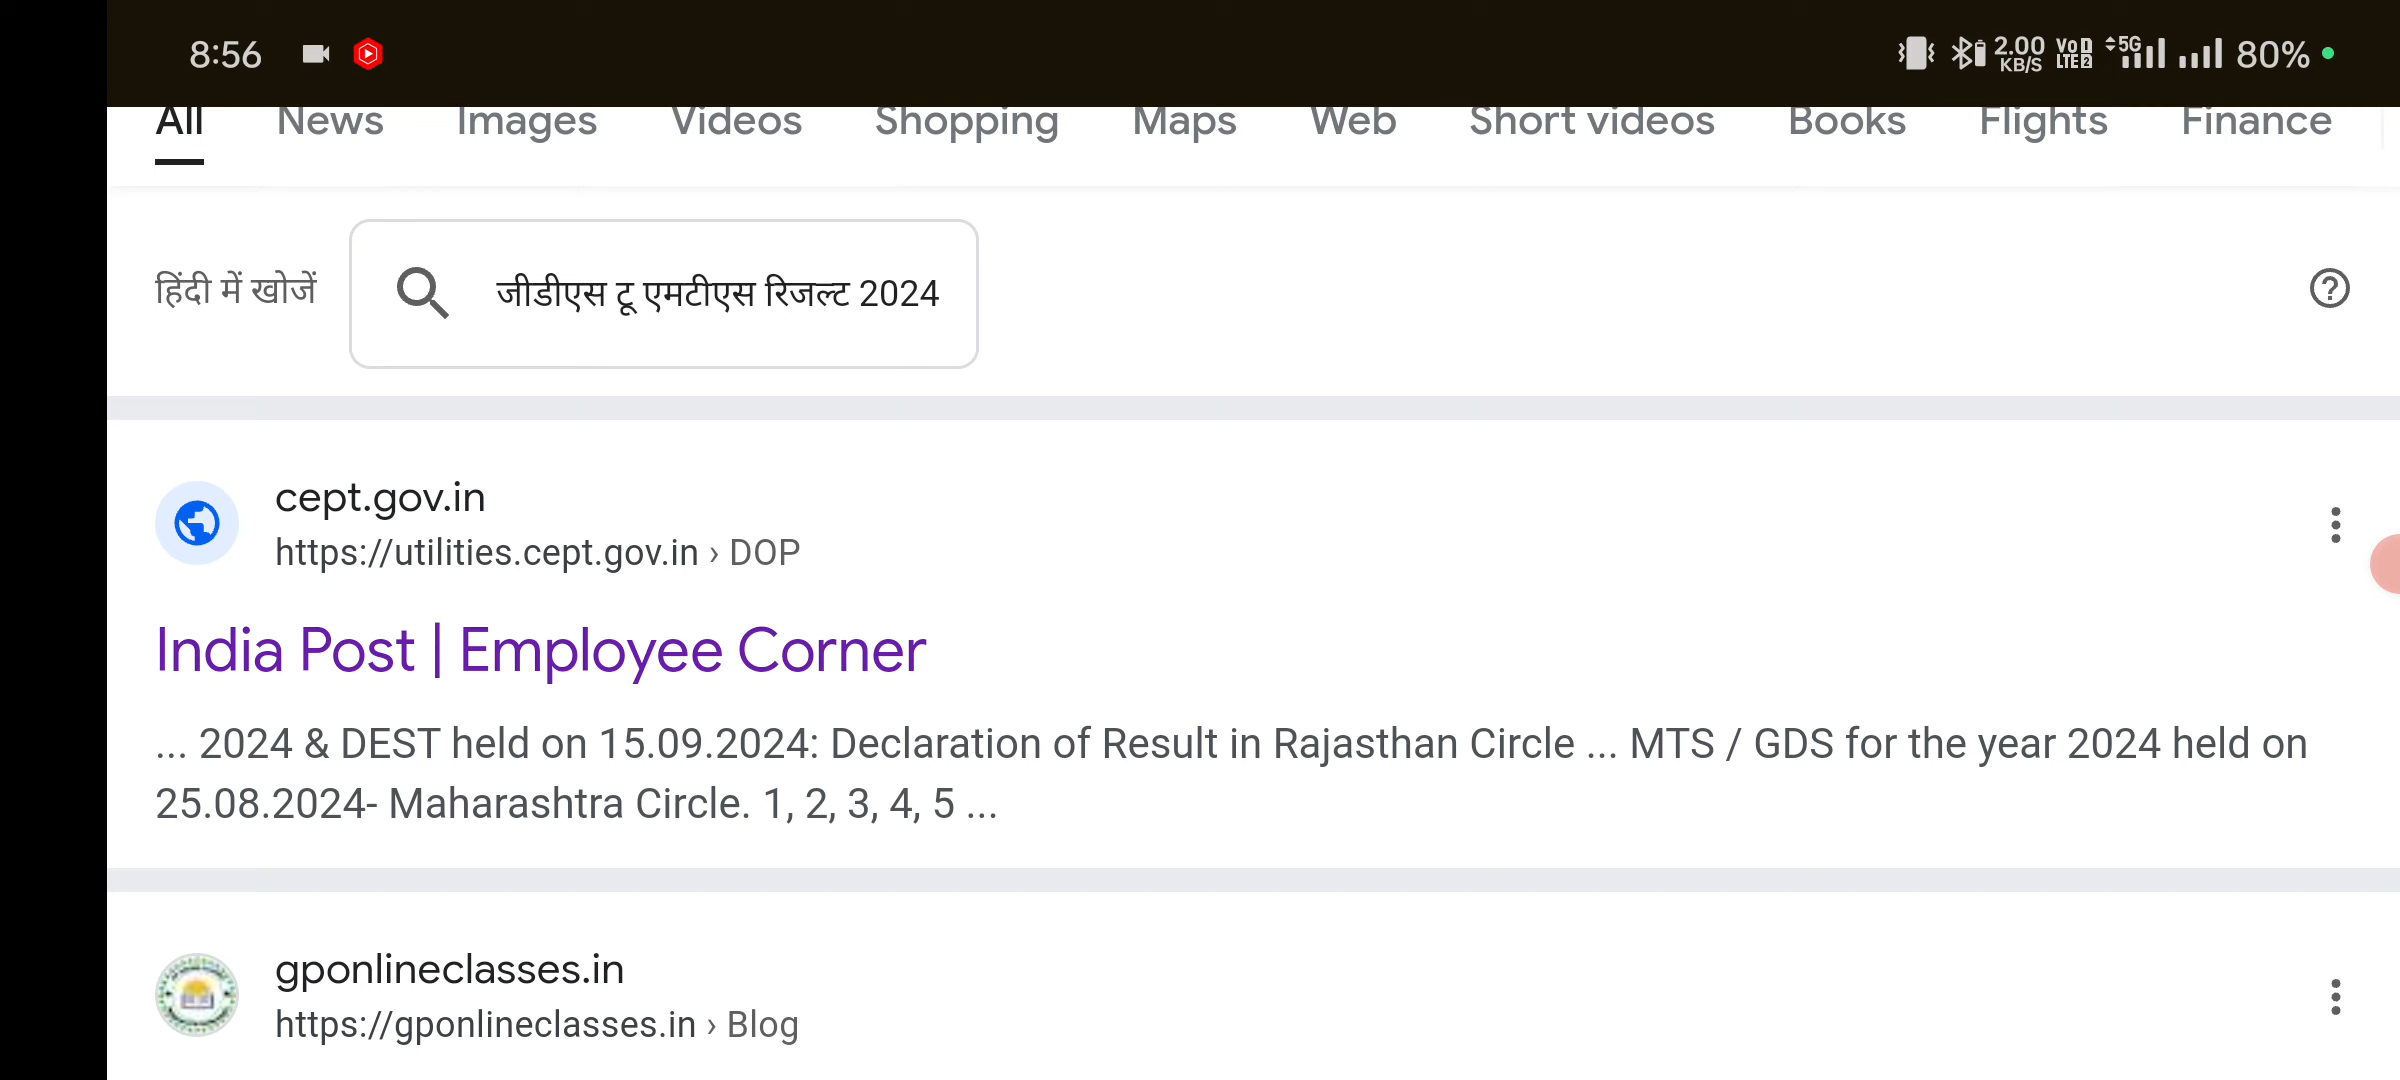 8:56 2.00 KB/S VoD LTE2 5G 80%
All News Images Videos Shopping Maps Web Short videos Books Flights Finance
हिंदी में खोजें जीडीएस टू एमटीएस रिजल्ट 2024
cept.gov.in
https://utilities.cept.gov.in › DOP
India Post | Employee Corner
... 2024 & DEST held on 15.09.2024: Declaration of Result in Rajasthan Circle ... MTS / GDS for the year 2024 held on
25.08.2024- Maharashtra Circle. 1, 2, 3, 4, 5 ...
gponlineclasses.in
https://gponlineclasses.in › Blog